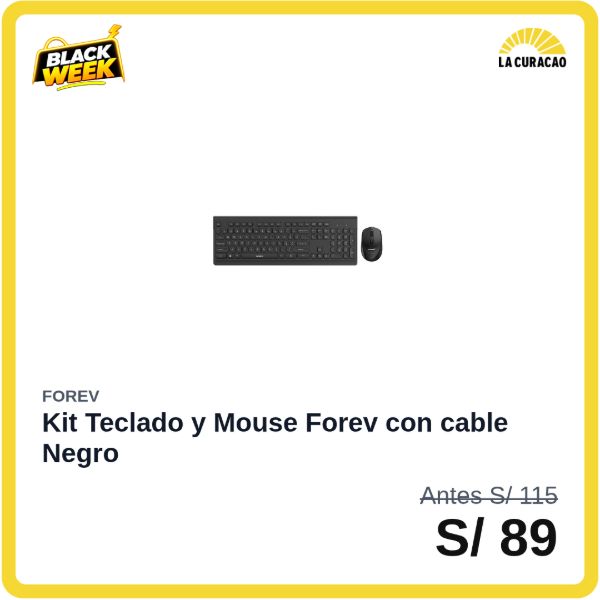 BLACK
WEEK
LA CURACAO
FOREV
Kit Teclado y Mouse Forev con cable
Negro
Antes S/ 115
S/ 89